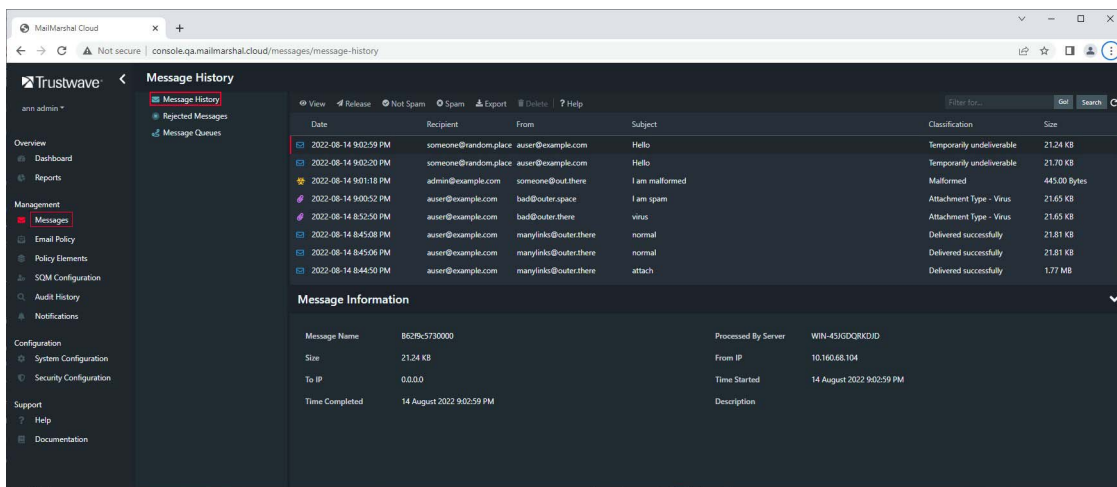 MailMarshal Cloud
Not secure | console.qa.mailmarshal.cloud/messages/message-history
Trustwave
Message History
ann admin
Overview
Dashboard
Reports
Management
Messages
Email Policy
Policy Elements
SQM Configuration
Audit History
Notifications
Configuration
System Configuration
Security Configuration
Support
? Help
Documentation
Message History
Rejected Messages
Message Queues
View Release Not Spam Spam Export Delete ? Help Filter for... Go! Search
Date Recipient From Subject Classification Size
2022-08-14 9:02:59 PM someone@random.place auser@example.com Hello Temporarily undeliverable 21.24 KB
2022-08-14 9:02:20 PM someone@random.place auser@example.com Hello Temporarily undeliverable 21.70 KB
2022-08-14 9:01:18 PM admin@example.com someone@out.there I am malformed Malformed 445.00 Bytes
2022-08-14 9:00:52 PM auser@example.com bad@outer.space I am spam Attachment Type - Virus 21.65 KB
2022-08-14 8:52:50 PM auser@example.com bad@outer.there virus Attachment Type - Virus 21.65 KB
2022-08-14 8:45:08 PM auser@example.com manylinks@outer.there normal Delivered successfully 21.81 KB
2022-08-14 8:45:06 PM auser@example.com manylinks@outer.there normal Delivered successfully 21.81 KB
2022-08-14 8:44:50 PM auser@example.com manylinks@outer.there attach Delivered successfully 1.77 MB
Message Information
Message Name B62f9c5730000 Processed By Server WIN-45JGDQRKDJD
Size 21.24 KB From IP 10.160.68.104
To IP 0.0.0.0 Time Started 14 August 2022 9:02:59 PM
Time Completed 14 August 2022 9:02:59 PM Description